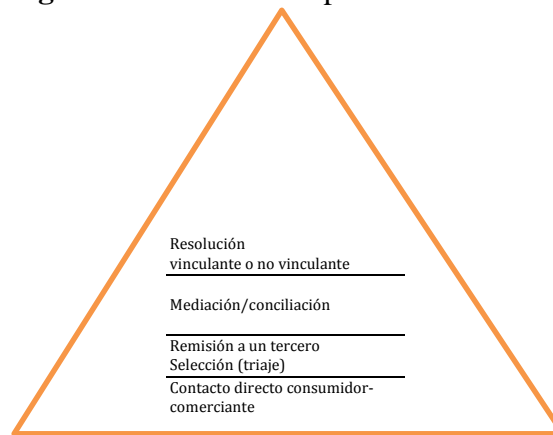 Resolución
vinculante o no vinculante
Mediación/conciliación
Remisión a un tercero
Selección (triaje)
Contacto directo consumidor-
comerciante